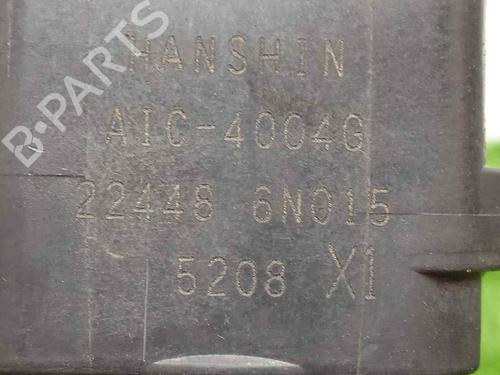 HANSHIN
AIC-4004G
22448 6N015
5208 X1
B-Parts